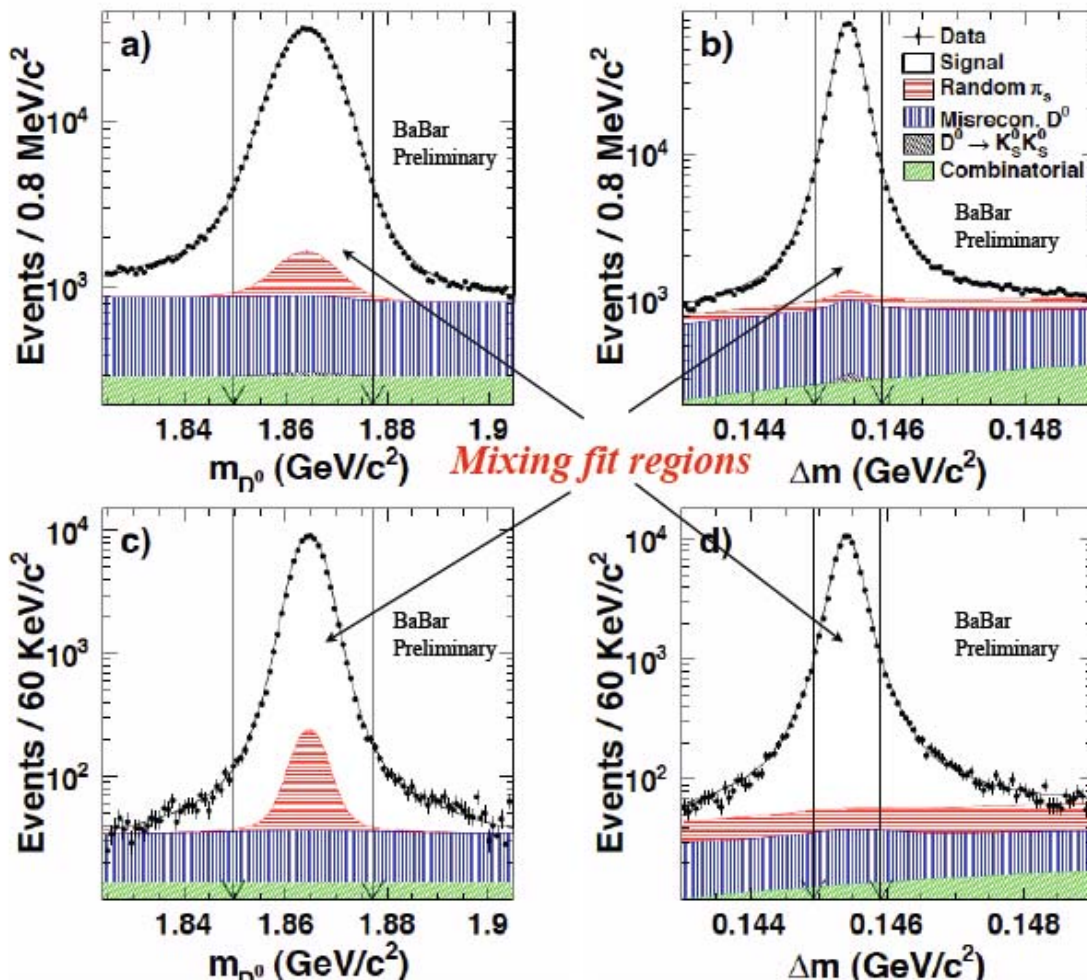 a)
Events / 0.8 MeV/c²
10⁴
10³
BaBar
Preliminary
1.84 1.86 1.88 1.9
m_D⁰ (GeV/c²)
b)
Events / 0.8 MeV/c²
10⁴
10³
Data
Signal
Random π_s
Misrecon. D⁰
D⁰ → K_S⁰K_S⁰
Combinatorial
BaBar
Preliminary
0.144 0.146 0.148
Δm (GeV/c²)
Mixing fit regions
c)
Events / 60 KeV/c²
10⁴
10³
10²
BaBar
Preliminary
1.84 1.86 1.88 1.9
m_D⁰ (GeV/c²)
d)
Events / 60 KeV/c²
10⁴
10³
10²
BaBar
Preliminary
0.144 0.146 0.148
Δm (GeV/c²)